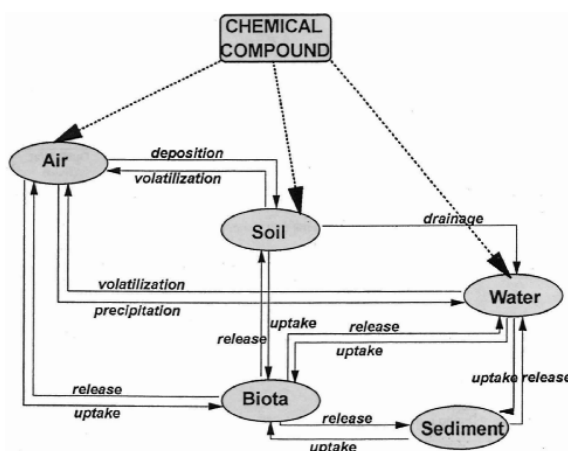 CHEMICAL
COMPOUND
Air
deposition
volatilization
Soil
drainage
volatilization
Water
precipitation
uptake
release
release
uptake
uptake release
release
Biota
uptake
release
Sediment
uptake